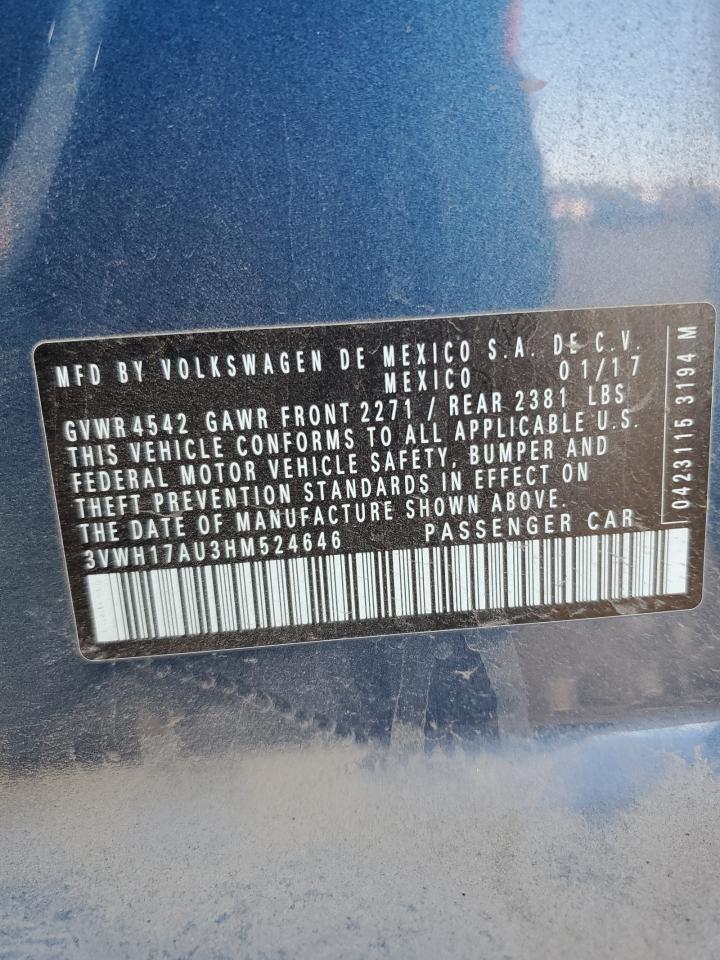 MFD BY VOLKSWAGEN DE MEXICO S.A. DE C.V.
MEXICO 01/17
GVWR 4542 GAWR FRONT 2271 / REAR 2381 LBS
THIS VEHICLE CONFORMS TO ALL APPLICABLE U.S.
FEDERAL MOTOR VEHICLE SAFETY, BUMPER AND
THEFT PREVENTION STANDARDS IN EFFECT ON
THE DATE OF MANUFACTURE SHOWN ABOVE.
3VWH17AU3HM524646 PASSENGER CAR
0423115 3194 M